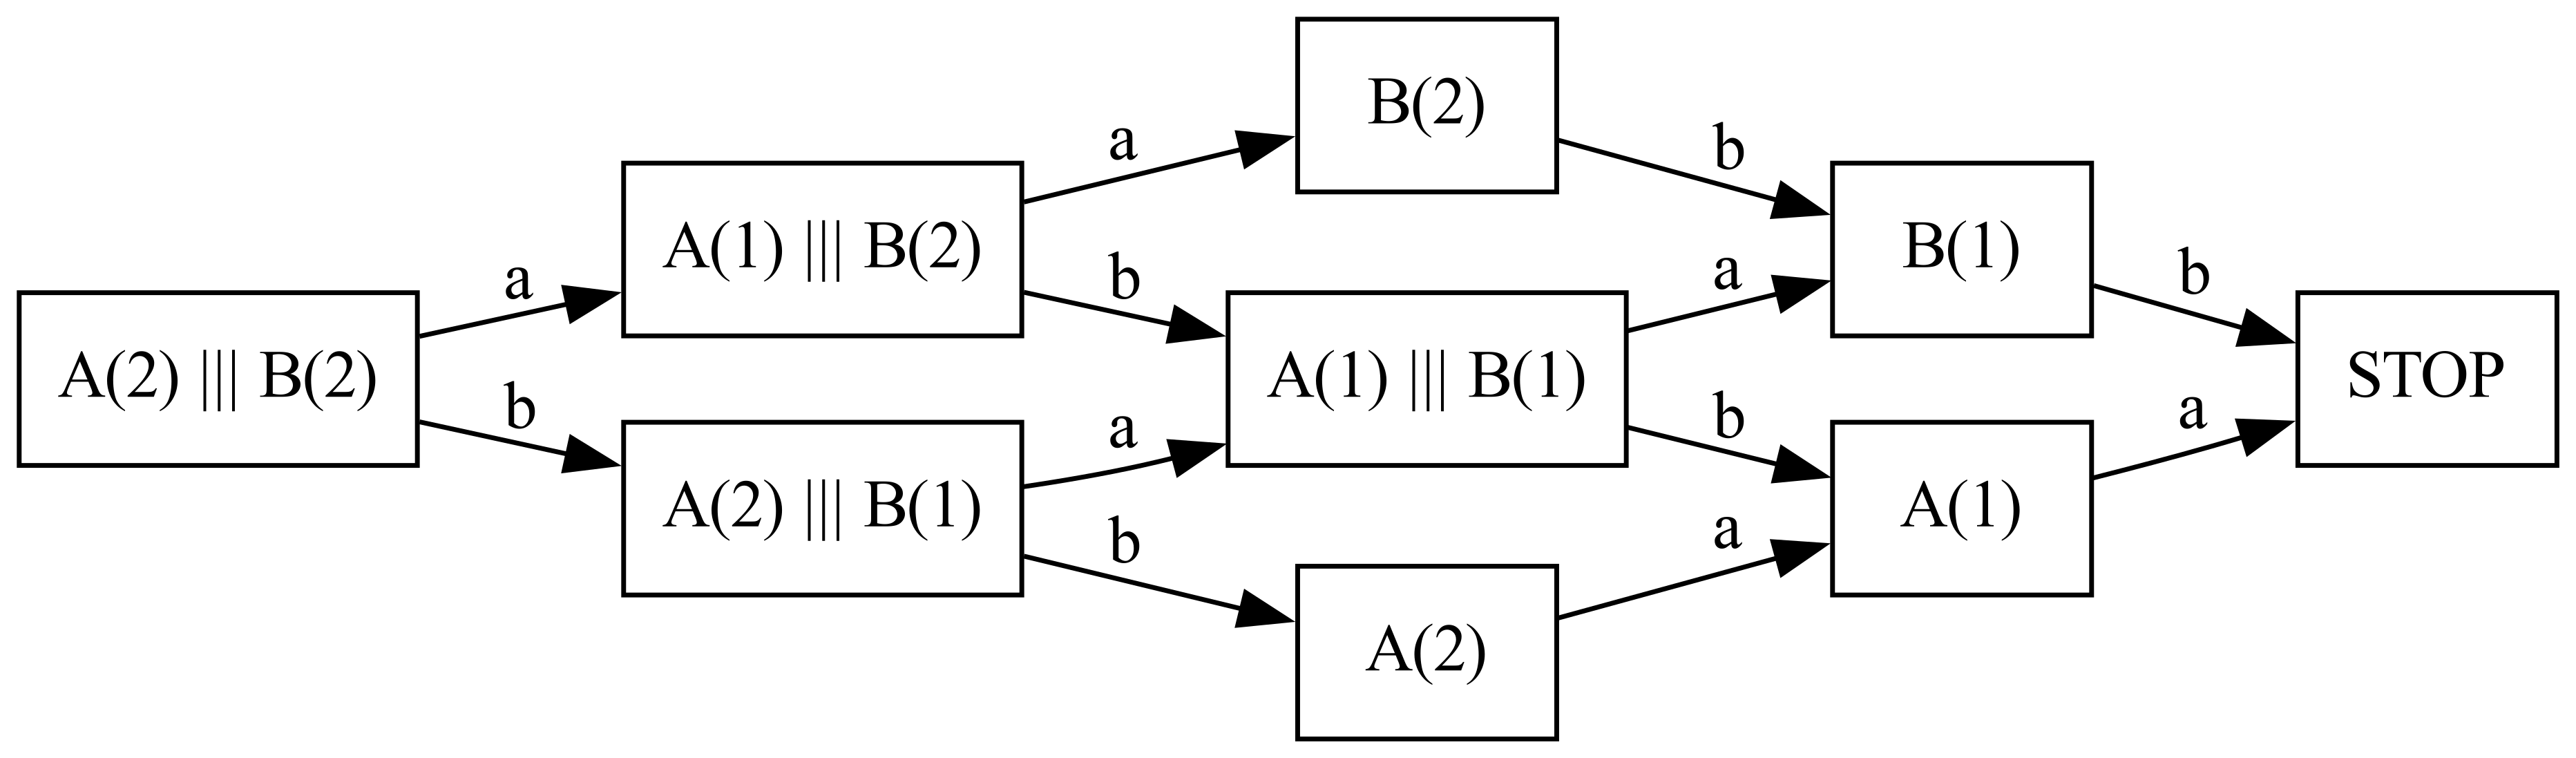 A(2) ||| B(2)
a
b
A(1) ||| B(2)
A(2) ||| B(1)
a
b
a
b
B(2)
A(1) ||| B(1)
A(2)
b
a
b
a
B(1)
A(1)
b
a
STOP